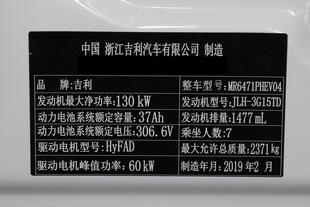 中国 浙江吉利汽车有限公司 制造
品牌:吉利 整车型号:MR6471PHEV04
发动机最大净功率:130 kW 发动机型号:JLH-3G15TD
动力电池系统额定容量:37Ah 发动机排量:1477 mL
动力电池系统额定电压:306.6V 乘坐人数:7
驱动电机型号:HyFAD 最大允许总质量:2371 kg
驱动电机峰值功率:60 kW 制造年月:2019 年 2 月